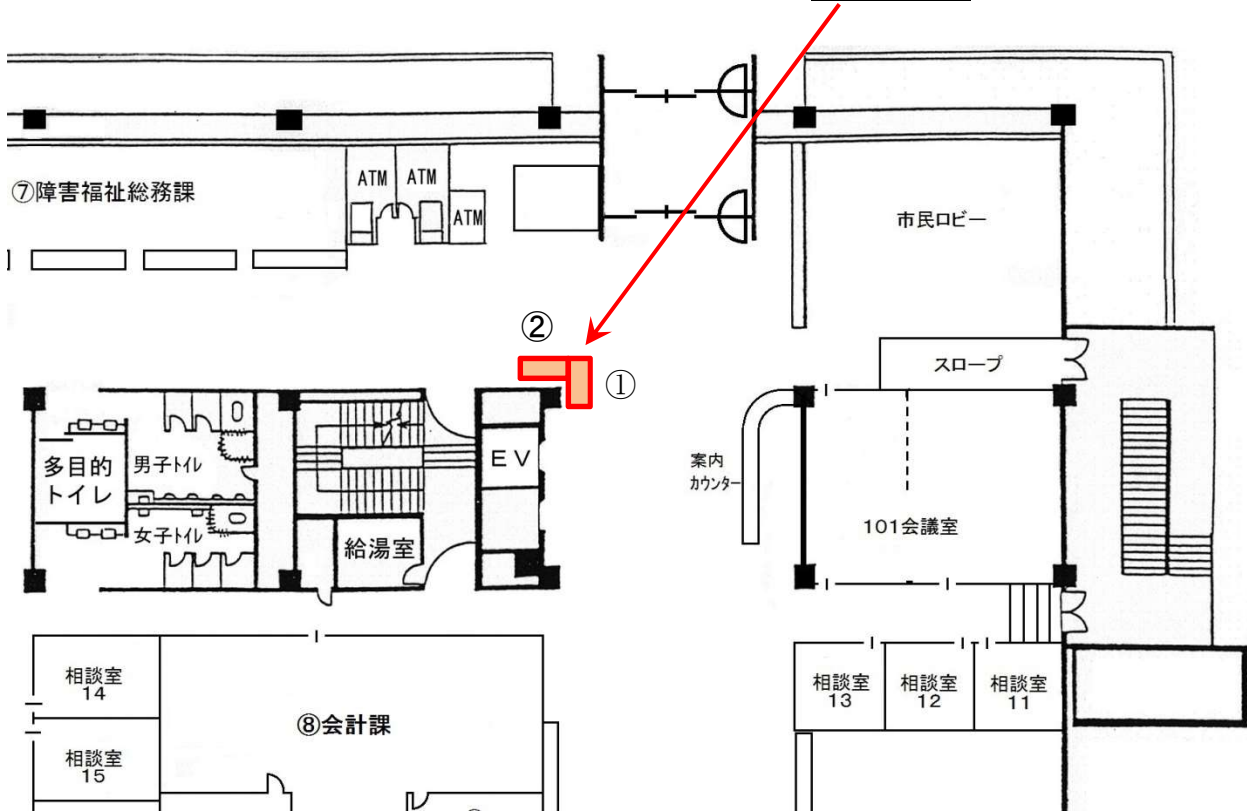 ATM
ATM
⑦障害福祉総務課
ATM
市民ロビー
②
スロープ
①
多目的
トイレ
男子トイレ
EV
案内
カウンター
女子トイレ
給湯室
101会議室
相談室
14
相談室
13
相談室
12
相談室
11
⑧会計課
相談室
15